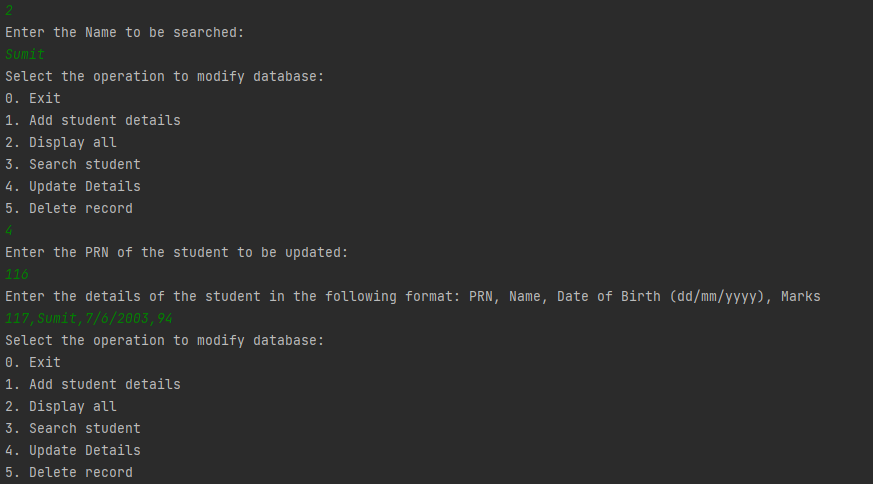 2
Enter the Name to be searched:
Sumit
Select the operation to modify database:
0. Exit
1. Add student details
2. Display all
3. Search student
4. Update Details
5. Delete record
4
Enter the PRN of the student to be updated:
116
Enter the details of the student in the following format: PRN, Name, Date of Birth (dd/mm/yyyy), Marks
117,Sumit,7/6/2003,94
Select the operation to modify database:
0. Exit
1. Add student details
2. Display all
3. Search student
4. Update Details
5. Delete record